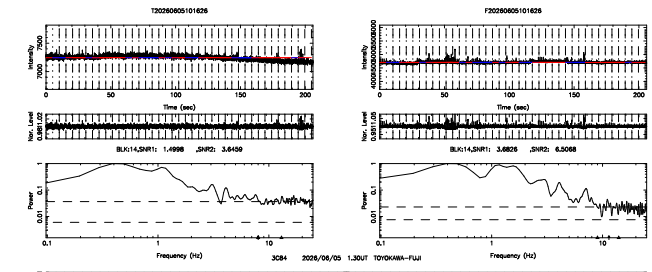 T20260605101626
F20260605101626
Intensity
7500
7000
0 50 100 150 200
Time (sec)
Intensity
0 50 100 150 200
Time (sec)
Nor. Level
Nor. Level
BLK:14,SNR1: 1.4998 ,SNR2: 3.6459
BLK:14,SNR1: 3.6826 ,SNR2: 6.5068
Power
1
0.1
0.01
0.1 1 10
Frequency (Hz)
Power
1
0.1
0.01
0.1 1 10
Frequency (Hz)
3C84 2026/06/05 1.30UT TOYOKAWA-FUJI